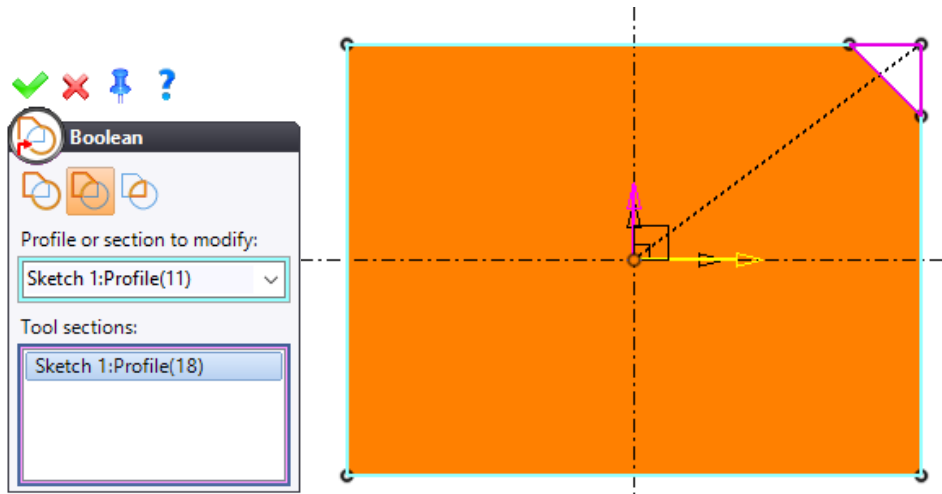 ?
Boolean
Profile or section to modify:
Sketch 1:Profile(11)
Tool sections:
Sketch 1:Profile(18)